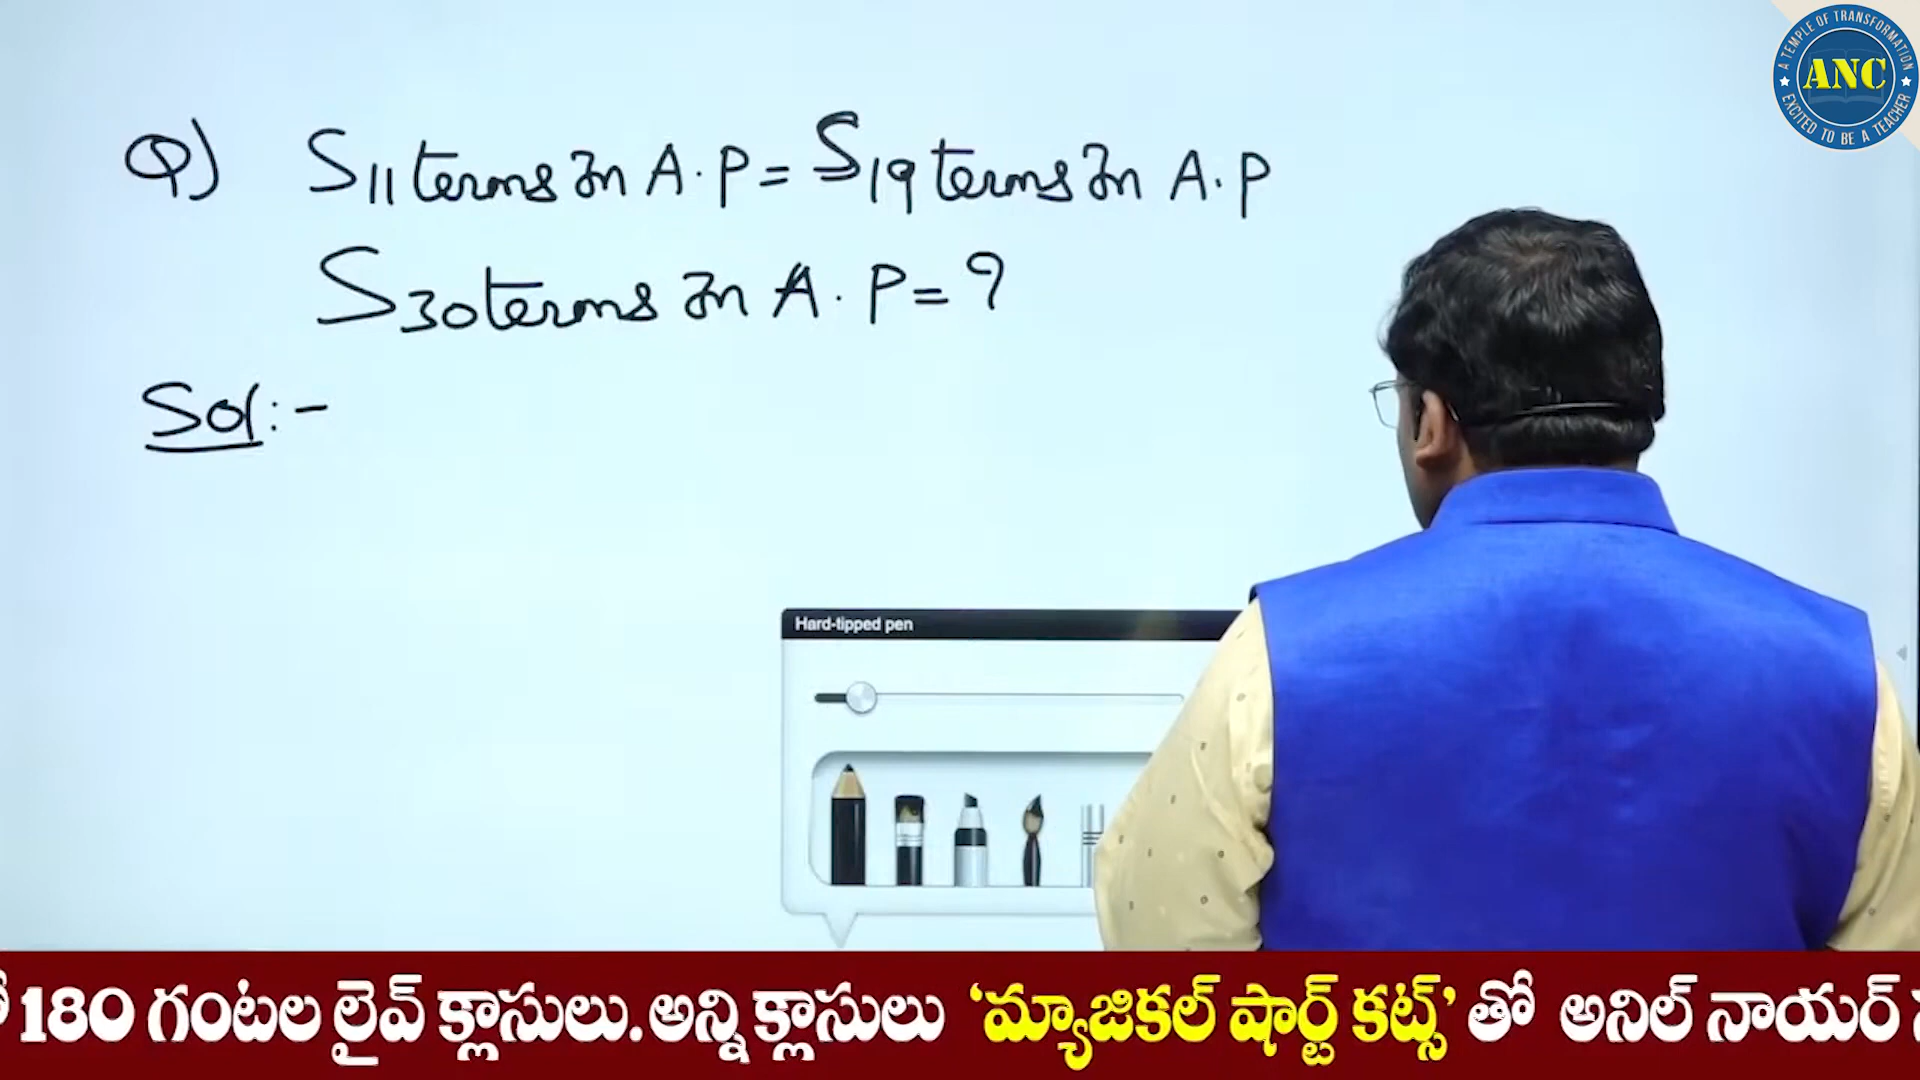 Q) S11 terms in A.P = S19 terms in A.P
S30 terms in A.P = ?
Sol:-
A TEMPLE OF TRANSFORMATION
ANC
EXCITED TO BE A TEACHER
Hard-tipped pen
180 గంటల లైవ్ క్లాసులు. అన్ని క్లాసులు 'మ్యాజికల్ షార్ట్ కట్స్' తో అనిల్ నాయర్